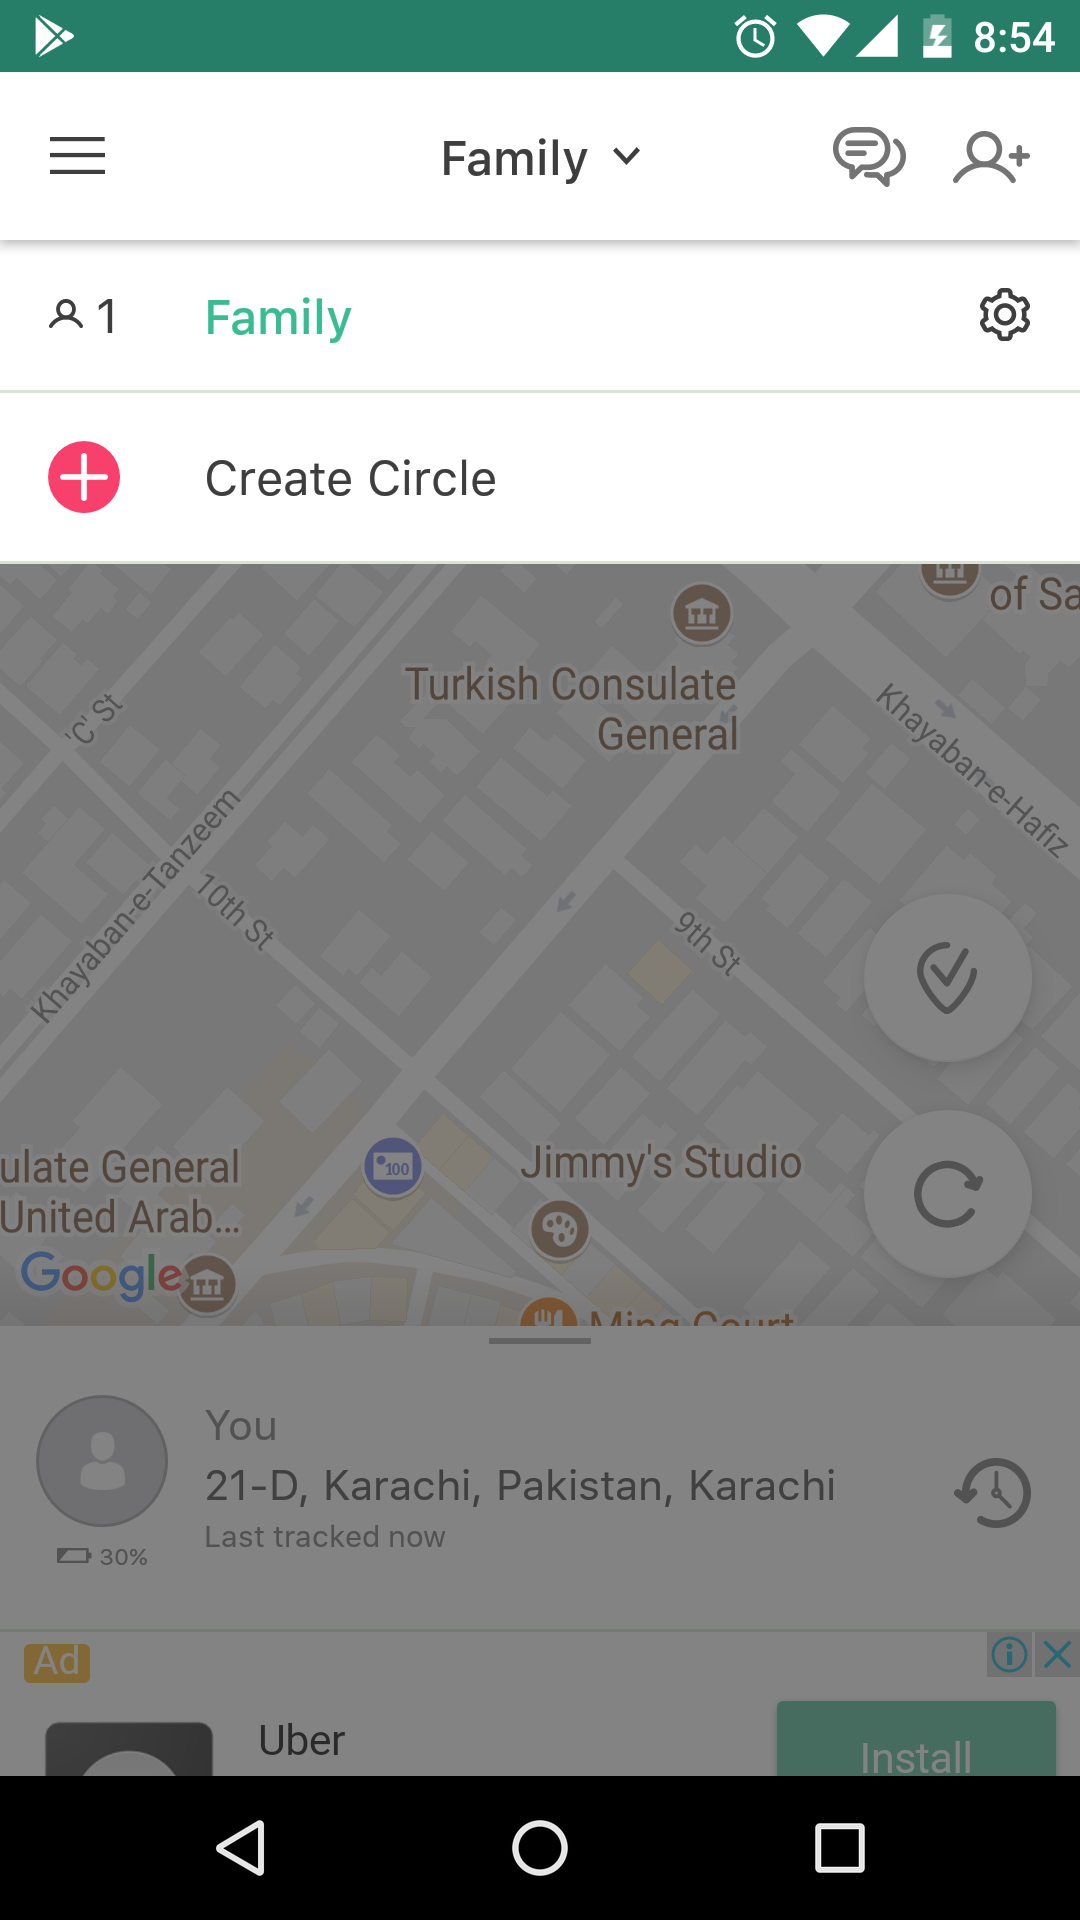 8:54
Family
1 Family
Create Circle
of Sa
Turkish Consulate
General
Khayaban-e-Hafiz
'C' St
Khayaban-e-Tanzeem
10th St
9th St
ulate General
United Arab...
100
Jimmy's Studio
Google
Ming Court
You
21-D, Karachi, Pakistan, Karachi
Last tracked now
30%
Ad
Uber
Install